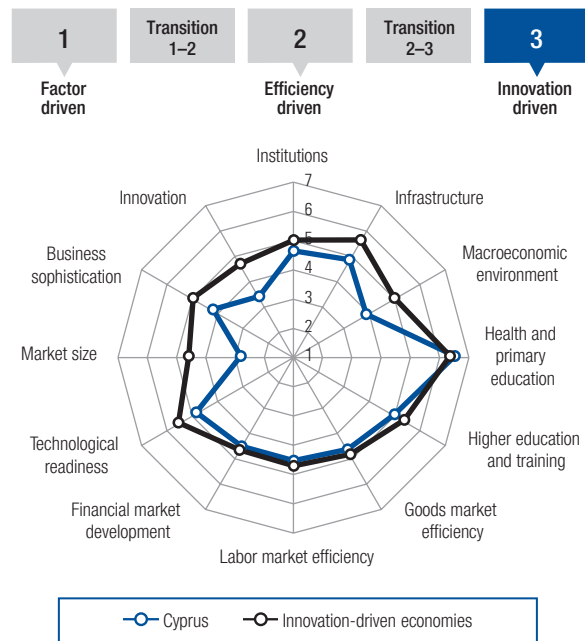 1
Transition
1–2
2
Transition
2–3
3
Factor
driven
Efficiency
driven
Innovation
driven
Institutions
7
Innovation
6
Infrastructure
5
Business
sophistication
4
Macroeconomic
environment
3
2
Market size
1
Health and
primary
education
Technological
readiness
Higher education
and training
Financial market
development
Goods market
efficiency
Labor market efficiency
Cyprus
Innovation-driven economies